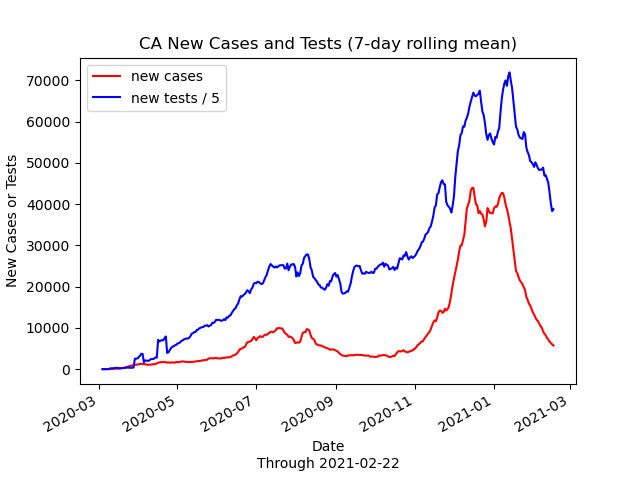 CA New Cases and Tests (7-day rolling mean)
new cases
new tests / 5
New Cases or Tests
70000
60000
50000
40000
30000
20000
10000
0
2020-03
2020-05
2020-07
2020-09
2020-11
2021-01
2021-03
Date
Through 2021-02-22